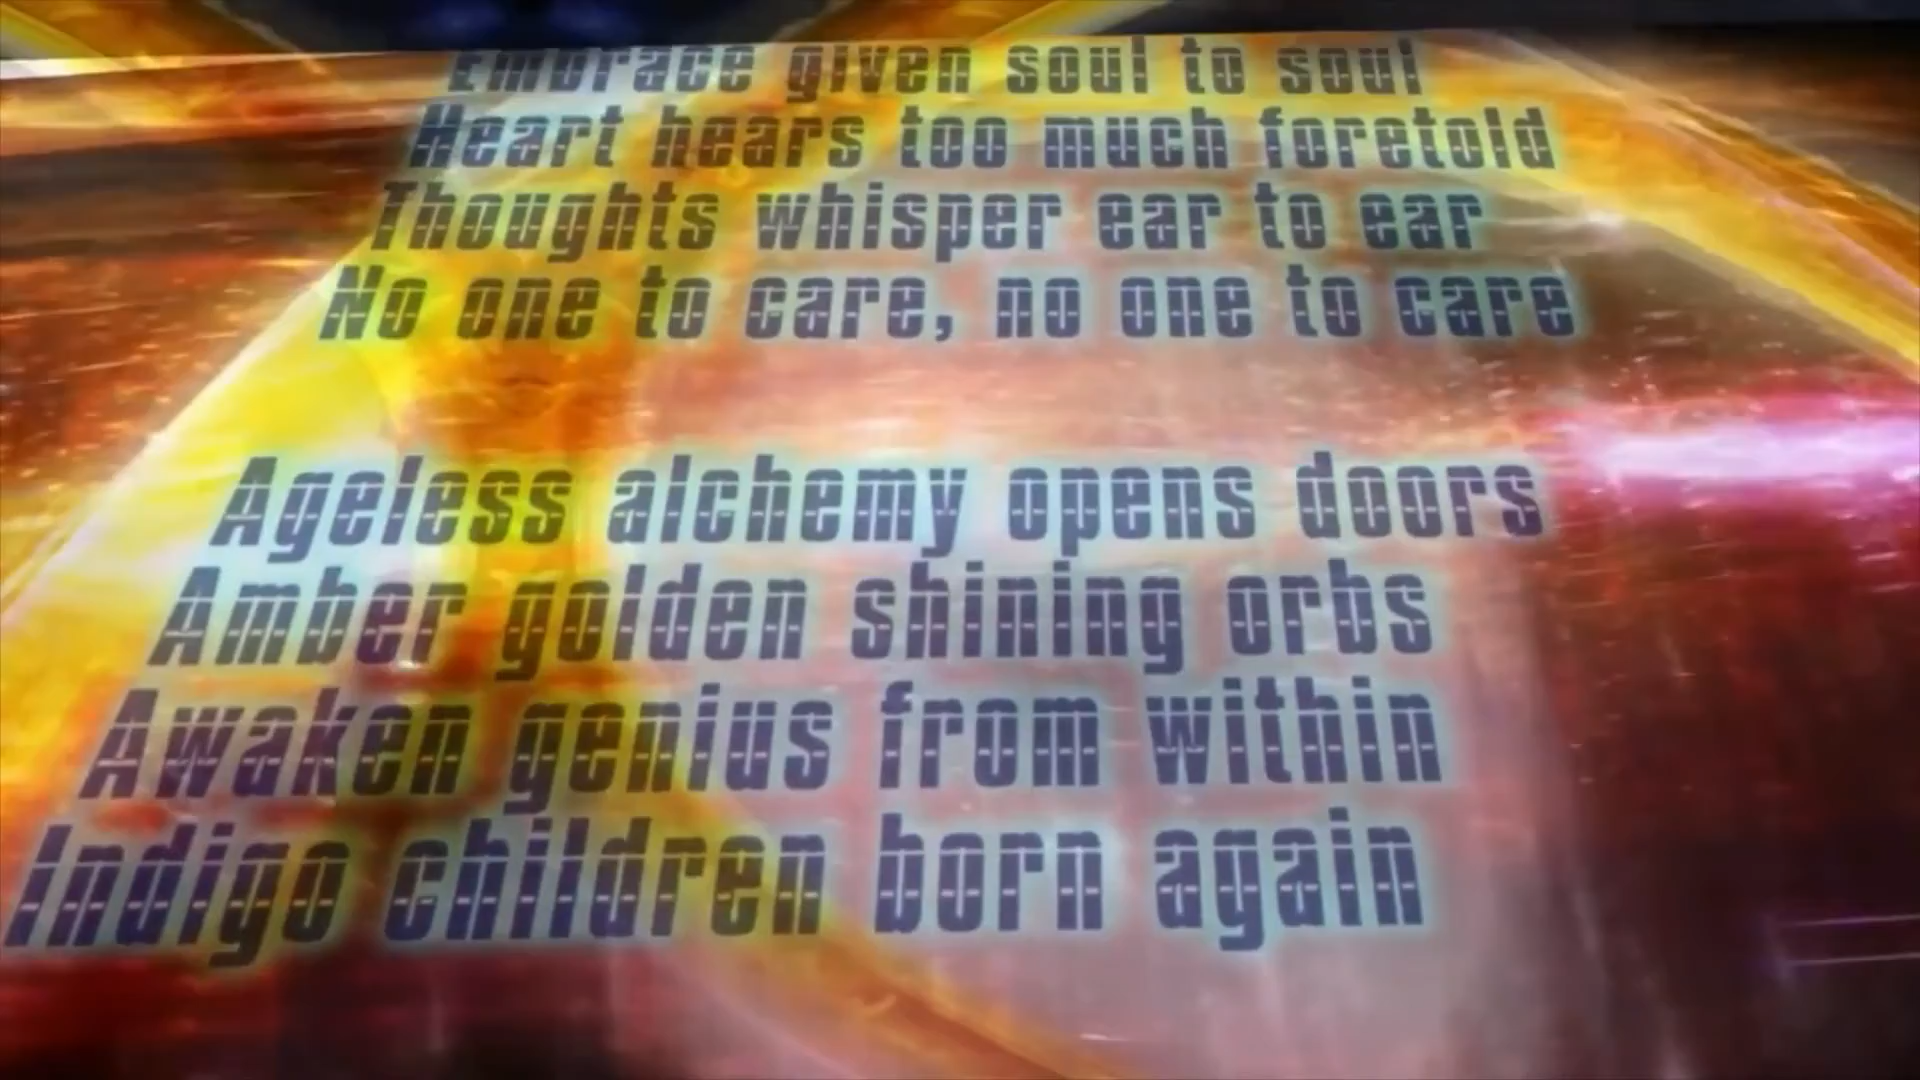 Embrace given soul to soul
Heart hears too much foretold
Thoughts whisper ear to ear
No one to care, no one to care
Ageless alchemy opens doors
Amber golden shining orbs
Awaken genius from within
Indigo children born again